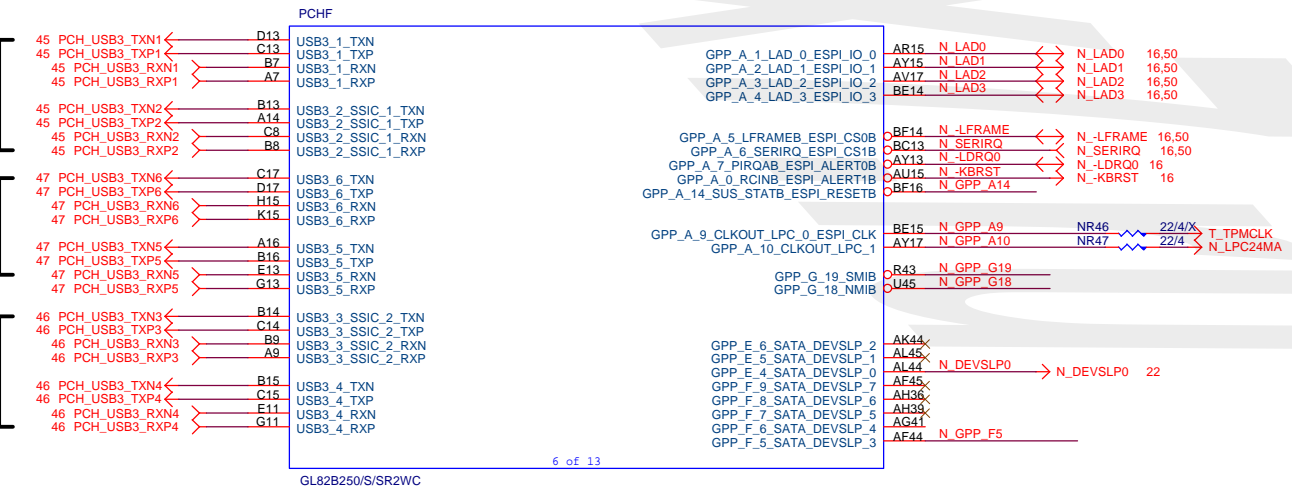 PCHF
45 PCH_USB3_TXN1 D13 USB3_1_TXN
45 PCH_USB3_TXP1 C13 USB3_1_TXP
45 PCH_USB3_RXN1 B7 USB3_1_RXN
45 PCH_USB3_RXP1 A7 USB3_1_RXP
45 PCH_USB3_TXN2 B13 USB3_2_SSIC_1_TXN
45 PCH_USB3_TXP2 A14 USB3_2_SSIC_1_TXP
45 PCH_USB3_RXN2 C8 USB3_2_SSIC_1_RXN
45 PCH_USB3_RXP2 B8 USB3_2_SSIC_1_RXP
47 PCH_USB3_TXN6 C17 USB3_6_TXN
47 PCH_USB3_TXP6 D17 USB3_6_TXP
47 PCH_USB3_RXN6 H15 USB3_6_RXN
47 PCH_USB3_RXP6 K15 USB3_6_RXP
47 PCH_USB3_TXN5 A16 USB3_5_TXN
47 PCH_USB3_TXP5 B16 USB3_5_TXP
47 PCH_USB3_RXN5 E13 USB3_5_RXN
47 PCH_USB3_RXP5 G13 USB3_5_RXP
46 PCH_USB3_TXN3 B14 USB3_3_SSIC_2_TXN
46 PCH_USB3_TXP3 C14 USB3_3_SSIC_2_TXP
46 PCH_USB3_RXN3 B9 USB3_3_SSIC_2_RXN
46 PCH_USB3_RXP3 A9 USB3_3_SSIC_2_RXP
46 PCH_USB3_TXN4 B15 USB3_4_TXN
46 PCH_USB3_TXP4 C15 USB3_4_TXP
46 PCH_USB3_RXN4 E11 USB3_4_RXN
46 PCH_USB3_RXP4 G11 USB3_4_RXP
GPP_A_1_LAD_0_ESPI_IO_0 AR15 N_LAD0 N_LAD0 16,50
GPP_A_2_LAD_1_ESPI_IO_1 AY15 N_LAD1 N_LAD1 16,50
GPP_A_3_LAD_2_ESPI_IO_2 AV17 N_LAD2 N_LAD2 16,50
GPP_A_4_LAD_3_ESPI_IO_3 BE14 N_LAD3 N_LAD3 16,50
GPP_A_5_LFRAMEB_ESPI_CS0B BF14 N_-LFRAME N_-LFRAME 16,50
GPP_A_6_SERIRQ_ESPI_CS1B BC13 N_SERIRQ N_SERIRQ 16,50
GPP_A_7_PIRQAB_ESPI_ALERT0B AY13 N_-LDRQ0 N_-LDRQ0 16
GPP_A_0_RCINB_ESPI_ALERT1B AU15 N_-KBRST N_-KBRST 16
GPP_A_14_SUS_STATB_ESPI_RESETB BF16 N_GPP_A14
GPP_A_9_CLKOUT_LPC_0_ESPI_CLK BE15 N_GPP_A9 NR46 22/4/X T_TPMCLK
GPP_A_10_CLKOUT_LPC_1 AY17 N_GPP_A10 NR47 22/4 N_LPC24MA
GPP_G_19_SMIB R43 N_GPP_G19
GPP_G_18_NMIB U45 N_GPP_G18
GPP_E_6_SATA_DEVSLP_2 AK44
GPP_E_5_SATA_DEVSLP_1 AL45
GPP_E_4_SATA_DEVSLP_0 AL44 N_DEVSLP0 N_DEVSLP0 22
GPP_F_9_SATA_DEVSLP_7 AF45
GPP_F_8_SATA_DEVSLP_6 AH36
GPP_F_7_SATA_DEVSLP_5 AH39
GPP_F_6_SATA_DEVSLP_4 AG41
GPP_F_5_SATA_DEVSLP_3 AF44 N_GPP_F5
6 of 13
GL82B250/S/SR2WC